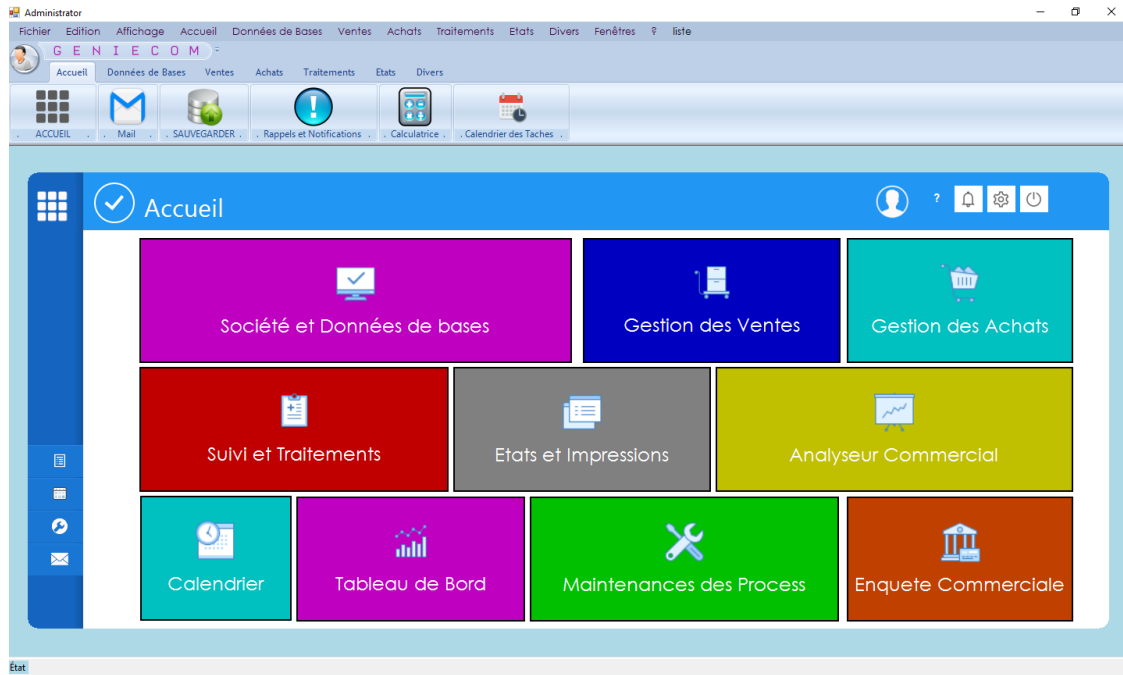 Administrator
Fichier Edition Affichage Accueil Données de Bases Ventes Achats Traitements Etats Divers Fenêtres ? liste
G E N I E C O M
Accueil Données de Bases Ventes Achats Traitements Etats Divers
. ACCUEIL . . Mail . . SAUVEGARDER . . Rappels et Notifications . . Calculatrice . . Calendrier des Taches .
Accueil ?
Société et Données de bases Gestion des Ventes Gestion des Achats
Suivi et Traitements Etats et Impressions Analyseur Commercial
Calendrier Tableau de Bord Maintenances des Process Enquete Commerciale
État